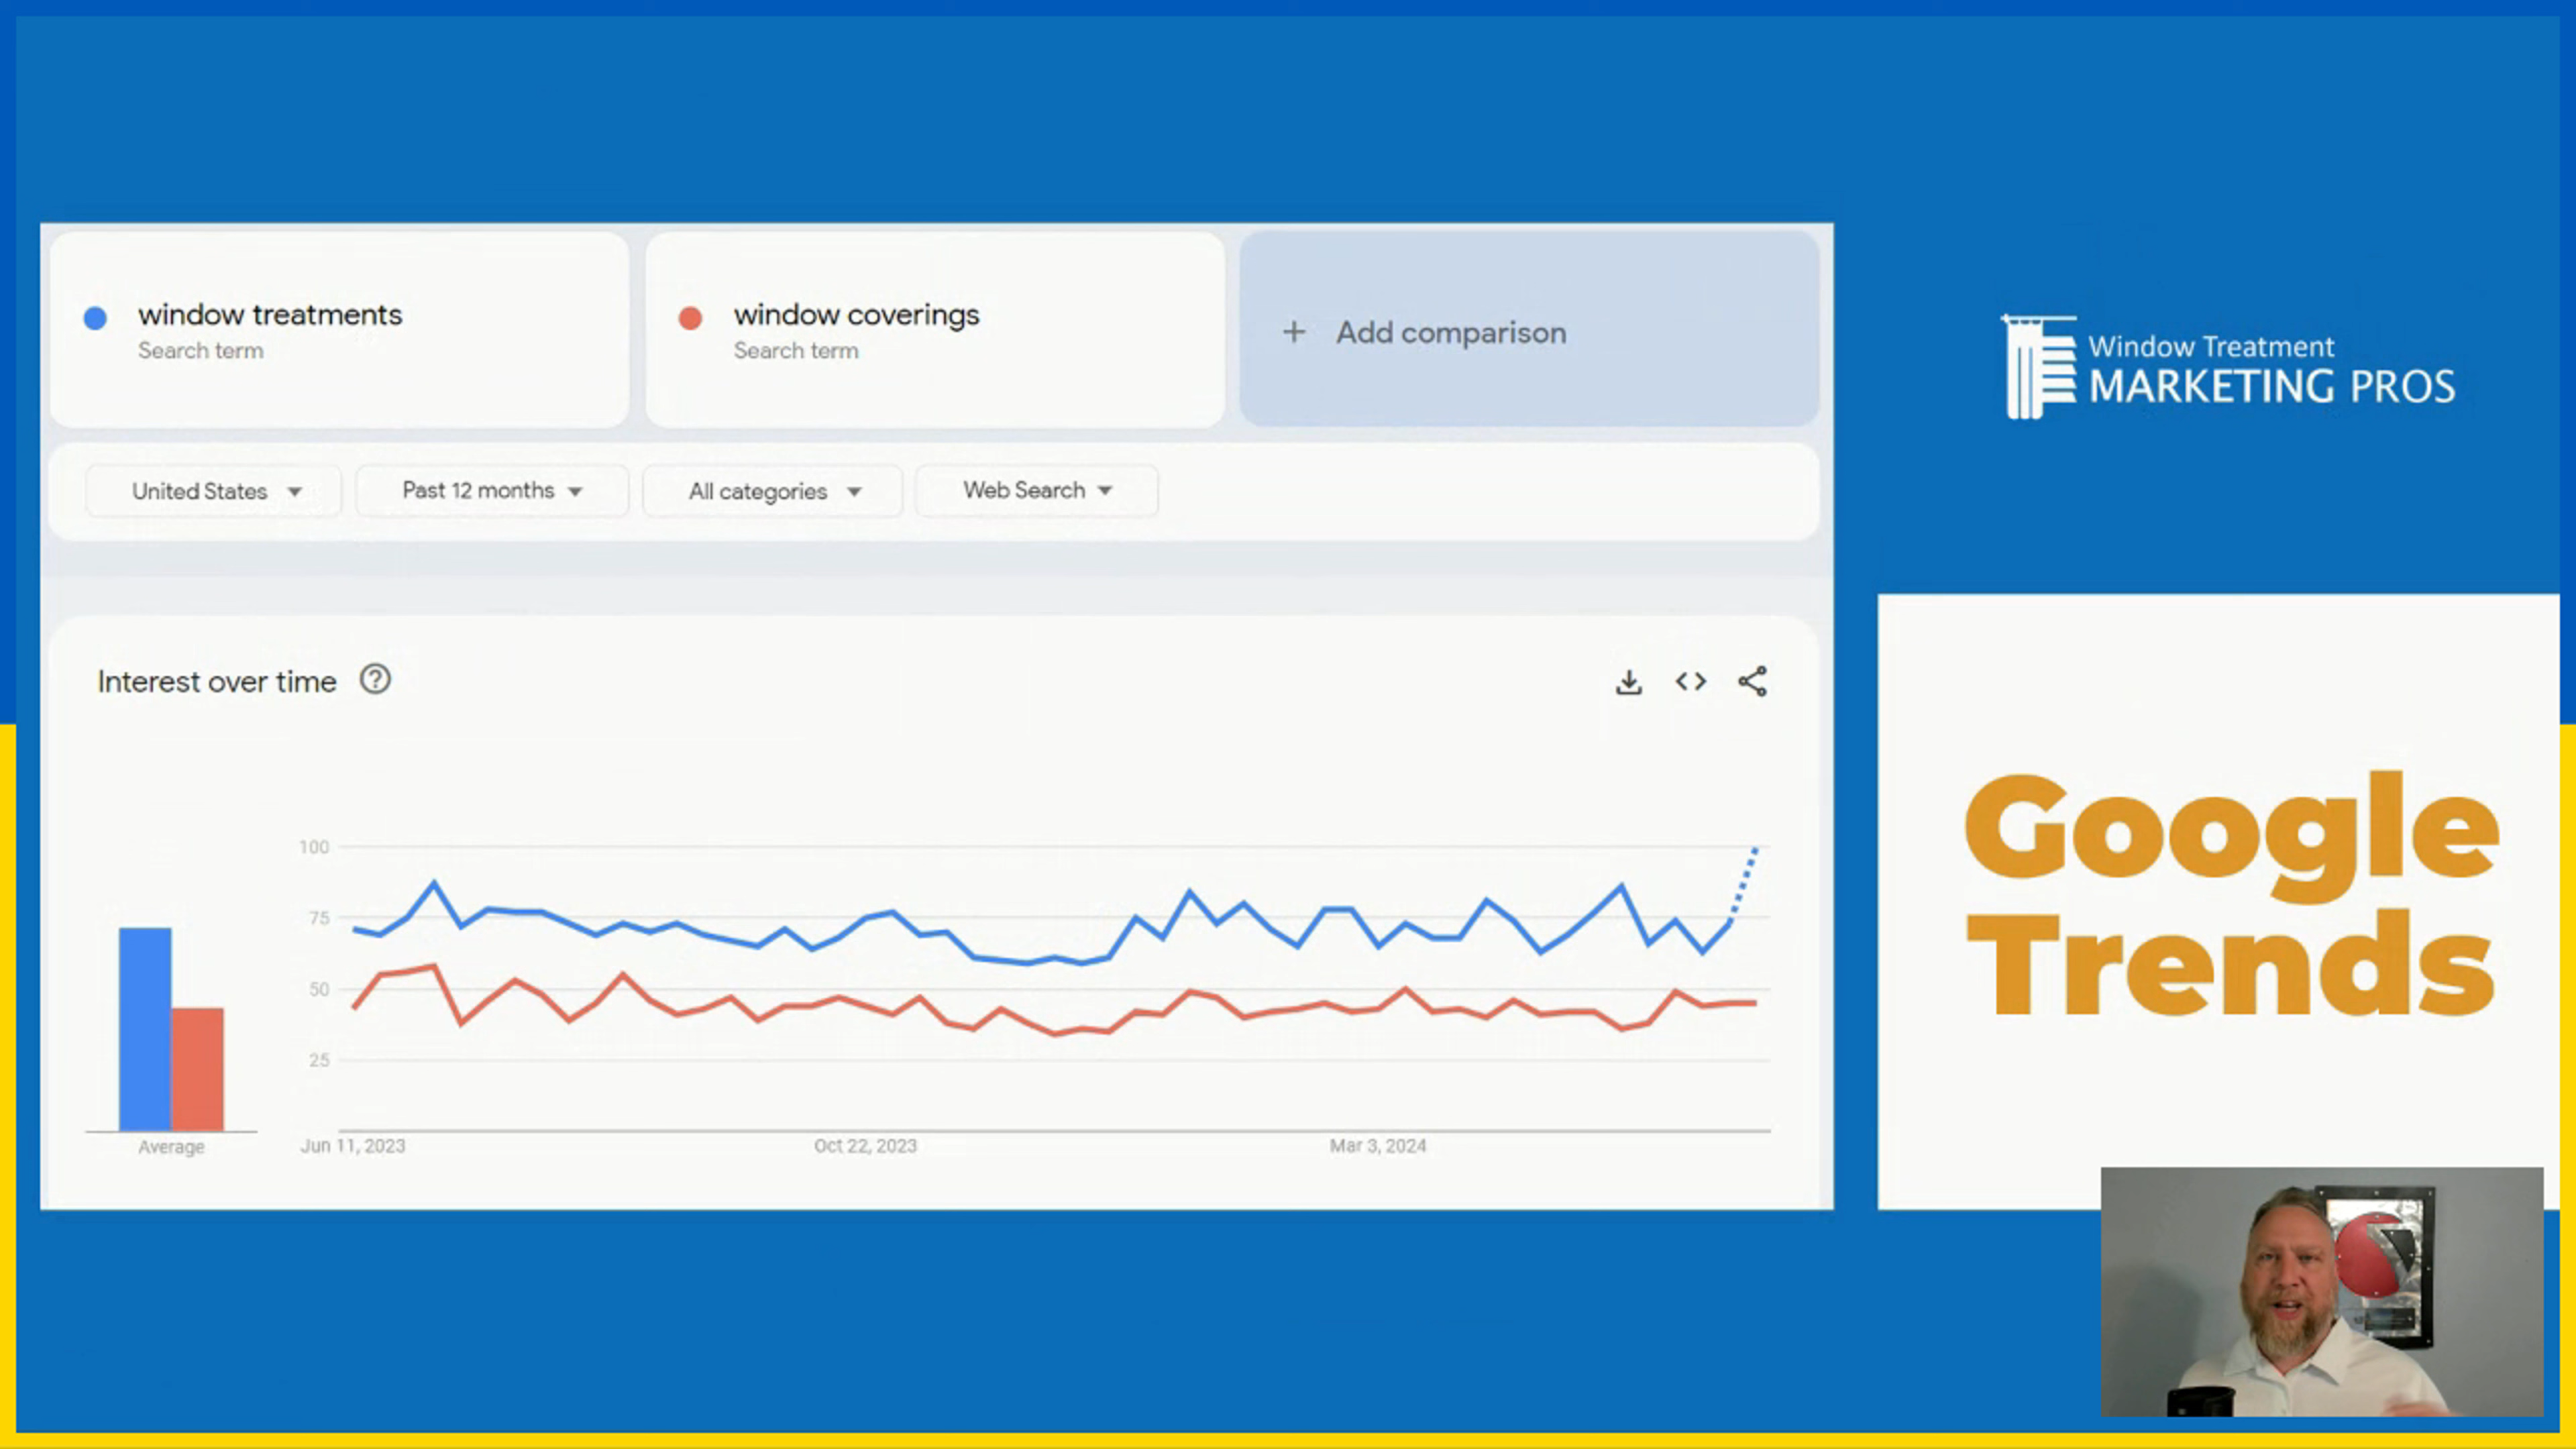 window treatments
Search term
window coverings
Search term
+ Add comparison
United States
Past 12 months
All categories
Web Search
Interest over time
100
75
50
25
Average
Jun 11, 2023
Oct 22, 2023
Mar 3, 2024
Window Treatment
MARKETING PROS
Google
Trends